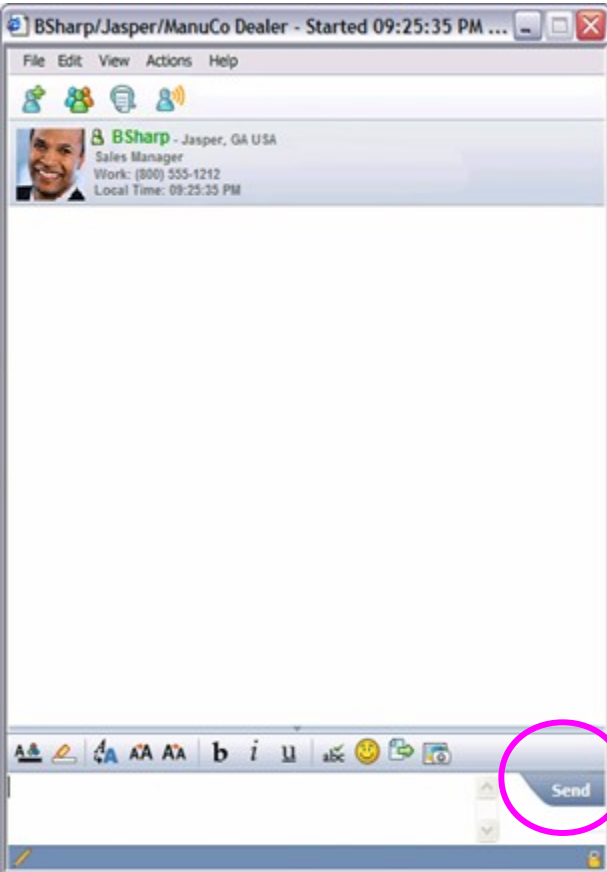 BSharp/Jasper/ManuCo Dealer - Started 09:25:35 PM ...
File Edit View Actions Help
BSharp - Jasper, GA USA
Sales Manager
Work: (800) 555-1212
Local Time: 09:25:35 PM
A A A A A A A b i u abc
Send